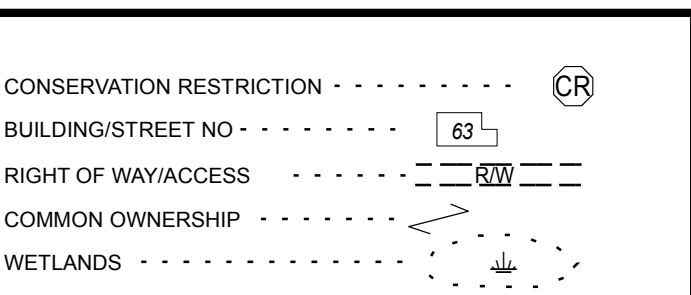 CONSERVATION RESTRICTION - - - - - - - - - CR
BUILDING/STREET NO - - - - - - - - 63
RIGHT OF WAY/ACCESS - - - - - - R/W
COMMON OWNERSHIP - - - - - - -
WETLANDS - - - - - - - - - - - - -